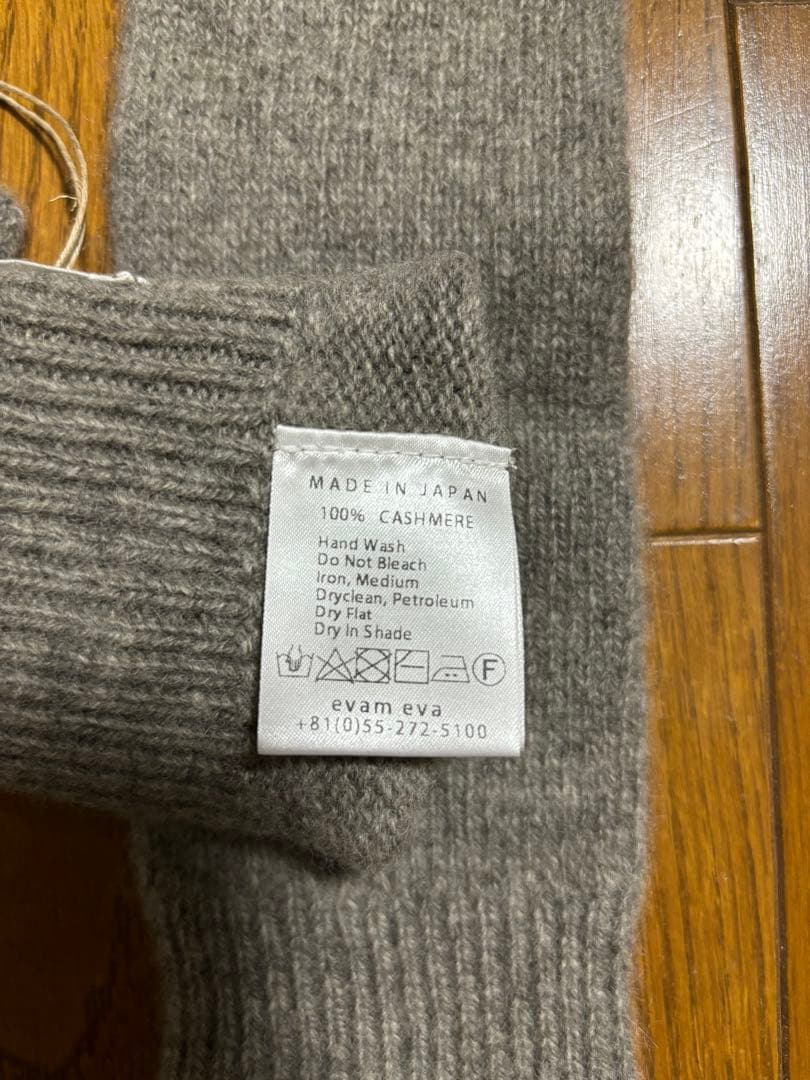 MADE IN JAPAN
100% CASHMERE
Hand Wash
Do Not Bleach
Iron, Medium
Dryclean, Petroleum
Dry Flat
Dry In Shade
F
evam eva
+81(0)55-272-5100